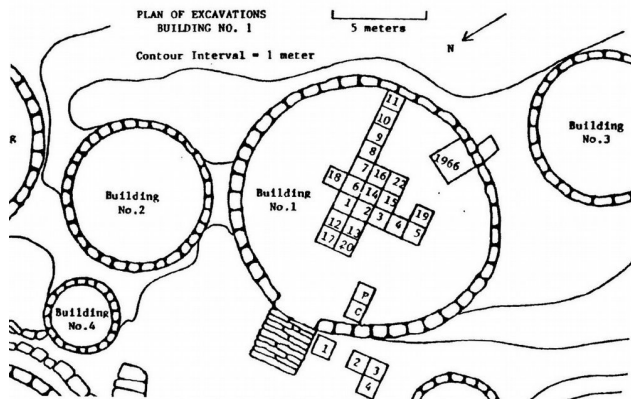 PLAN OF EXCAVATIONS
BUILDING NO. 1
Contour Interval = 1 meter
5 meters
N
Building
No.3
1966
11
10
9
8
7 16 22
18 6 14 15
1 2 3 4 5
19
12 13
17 20
Building
No.1
Building
No.2
Building
No.4
P
C
1
2 3
4